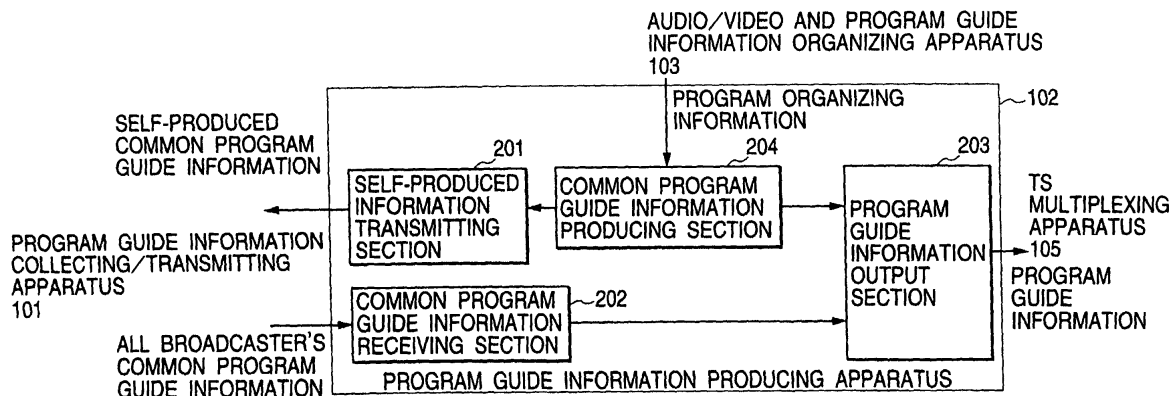 AUDIO/VIDEO AND PROGRAM GUIDE
INFORMATION ORGANIZING APPARATUS
103
PROGRAM ORGANIZING
INFORMATION
102
SELF-PRODUCED
COMMON PROGRAM
GUIDE INFORMATION
201
SELF-PRODUCED
INFORMATION
TRANSMITTING
SECTION
204
COMMON PROGRAM
GUIDE INFORMATION
PRODUCING SECTION
203
PROGRAM
GUIDE
INFORMATION
OUTPUT
SECTION
TS
MULTIPLEXING
APPARATUS
105
PROGRAM
GUIDE
INFORMATION
PROGRAM GUIDE INFORMATION
COLLECTING/TRANSMITTING
APPARATUS
101
COMMON PROGRAM
GUIDE INFORMATION
RECEIVING SECTION
202
ALL BROADCASTER'S
COMMON PROGRAM
GUIDE INFORMATION
PROGRAM GUIDE INFORMATION PRODUCING APPARATUS